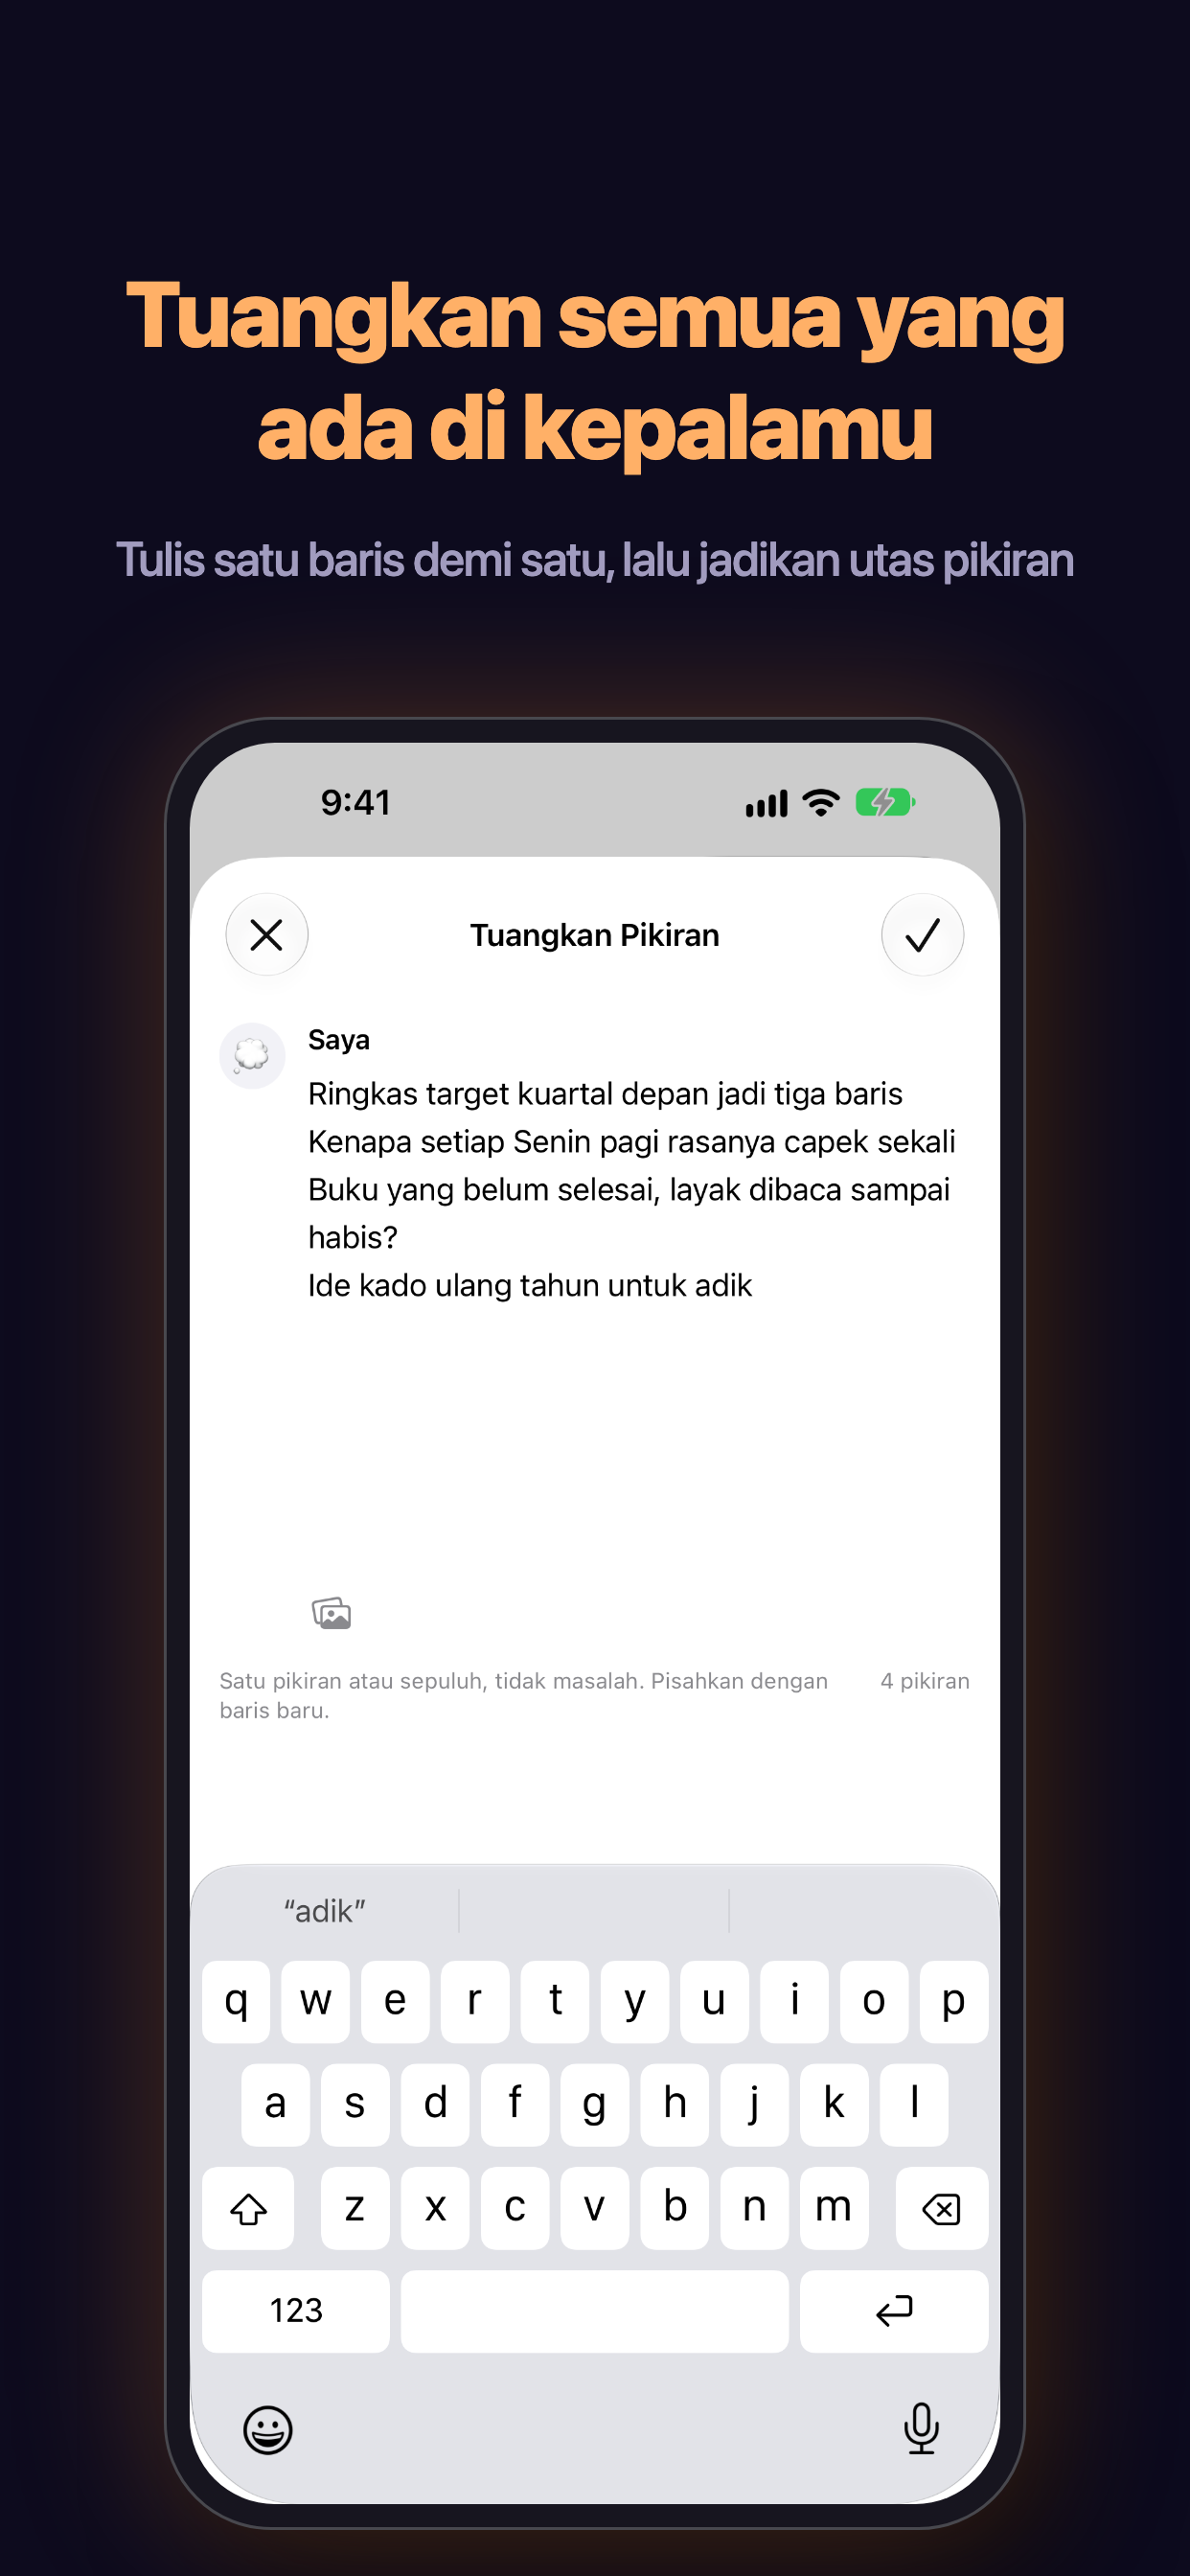 Tuangkan semua yang
ada di kepalamu
Tulis satu baris demi satu, lalu jadikan utas pikiran
9:41
Tuangkan Pikiran
Saya
Ringkas target kuartal depan jadi tiga baris
Kenapa setiap Senin pagi rasanya capek sekali
Buku yang belum selesai, layak dibaca sampai
habis?
Ide kado ulang tahun untuk adik
Satu pikiran atau sepuluh, tidak masalah. Pisahkan dengan
baris baru.
4 pikiran
“adik”
q w e r t y u i o p
a s d f g h j k l
z x c v b n m
123